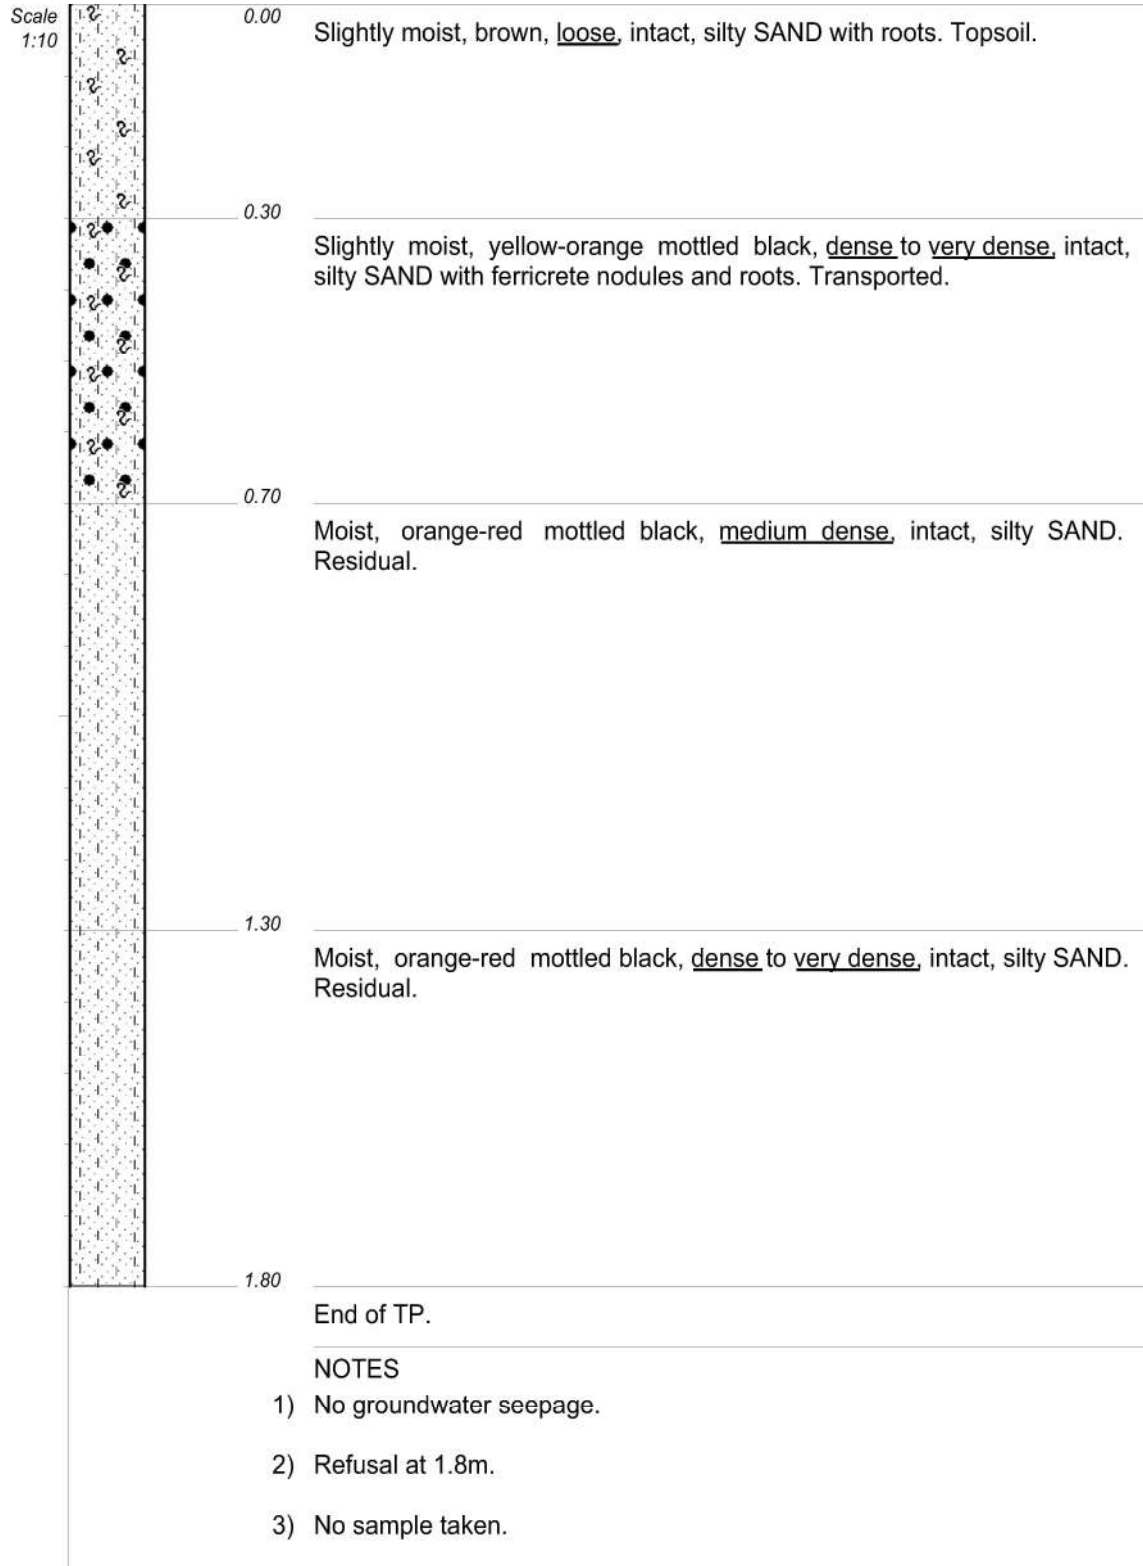 Scale
1:10
0.00
Slightly moist, brown, loose, intact, silty SAND with roots. Topsoil.
0.30
Slightly moist, yellow-orange mottled black, dense to very dense, intact,
silty SAND with ferricrete nodules and roots. Transported.
0.70
Moist, orange-red mottled black, medium dense, intact, silty SAND.
Residual.
1.30
Moist, orange-red mottled black, dense to very dense, intact, silty SAND.
Residual.
1.80
End of TP.
NOTES
1) No groundwater seepage.
2) Refusal at 1.8m.
3) No sample taken.